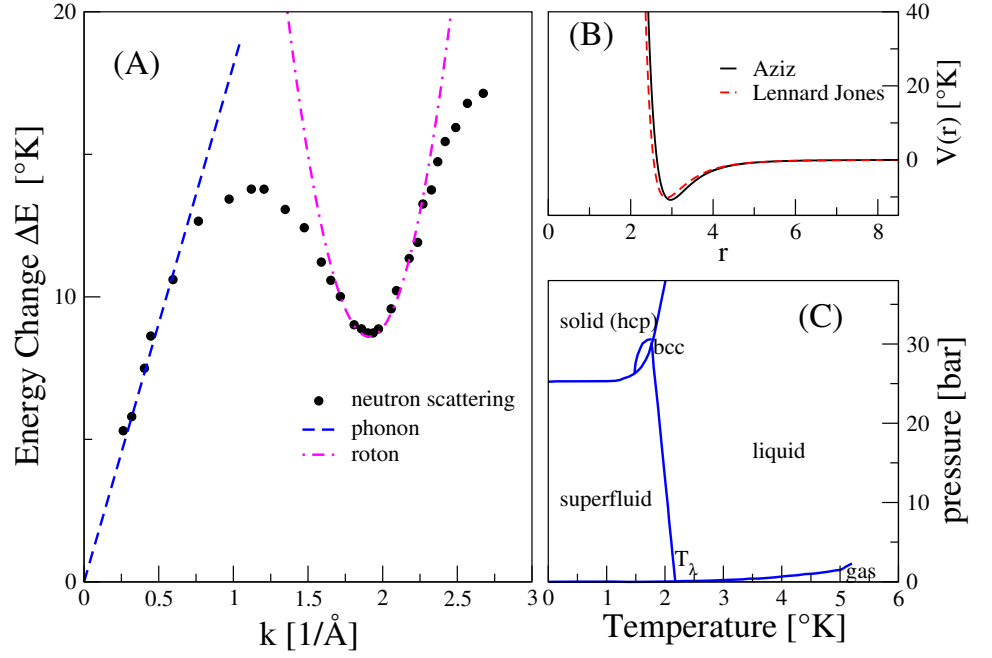 20
10
0
0
0.5
1
1.5
2
2.5
3
k [1/Å]
Energy Change ΔE [°K]
(A)
neutron scattering
phonon
roton
(B)
Aziz
Lennard Jones
40
20
0
V(r) [°K]
0
2
4
6
8
r
(C)
solid (hcp)
bcc
liquid
superfluid
T_λ
gas
30
20
10
0
pressure [bar]
0
1
2
3
4
5
6
Temperature [°K]